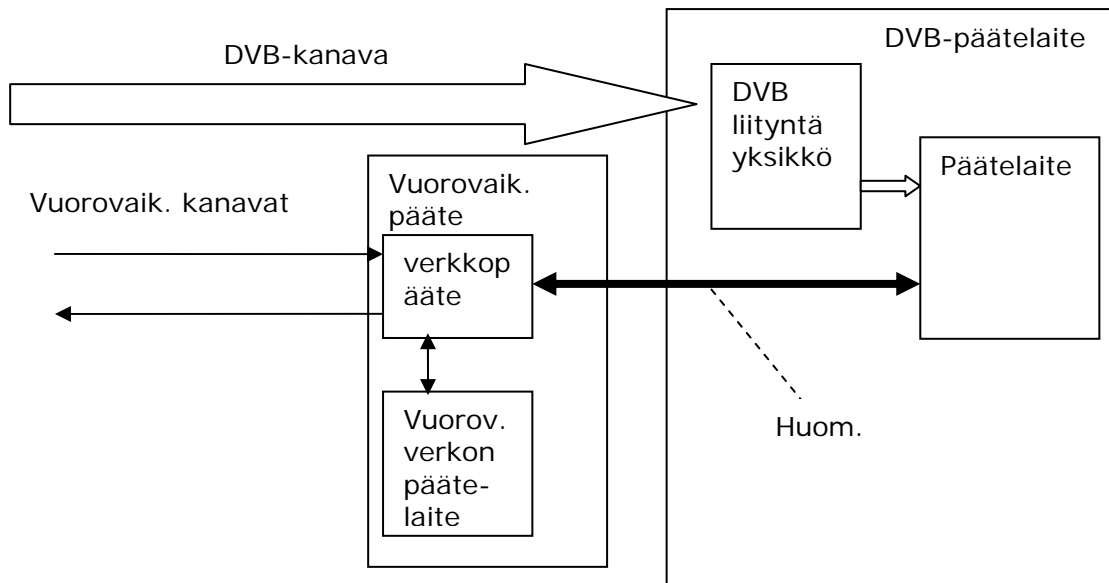 DVB-päätelaite
DVB-kanava
DVB
liityntä
yksikkö
Päätelaite
Vuorovaik.
pääte
Vuorovaik. kanavat
verkkop
ääte
Vuorov.
verkon
pääte-
laite
Huom.